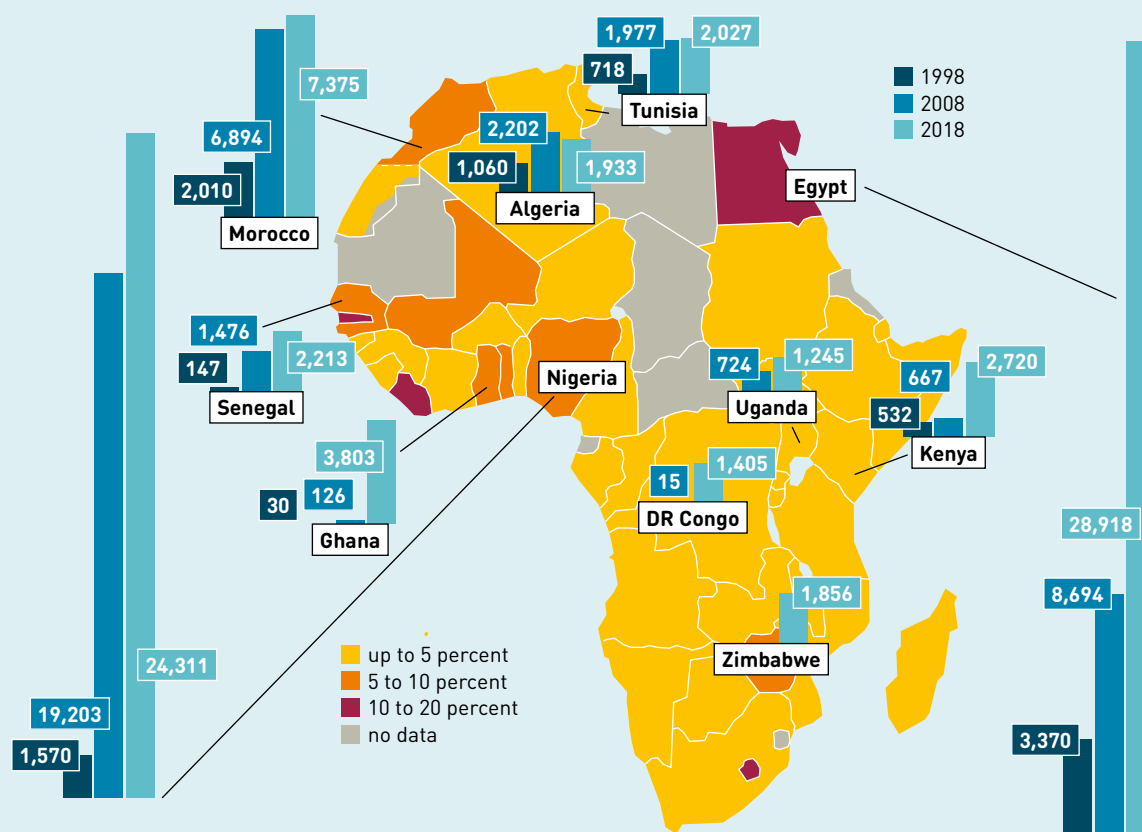 1,977
2,027
718
Tunisia
1998
2008
2018
7,375
6,894
2,010
Morocco
2,202
1,060
1,933
Algeria
Egypt
1,476
147
2,213
Senegal
Nigeria
724
1,245
Uganda
667
2,720
532
Kenya
3,803
30
126
Ghana
15
1,405
DR Congo
28,918
8,694
3,370
1,856
Zimbabwe
24,311
19,203
1,570
up to 5 percent
5 to 10 percent
10 to 20 percent
no data